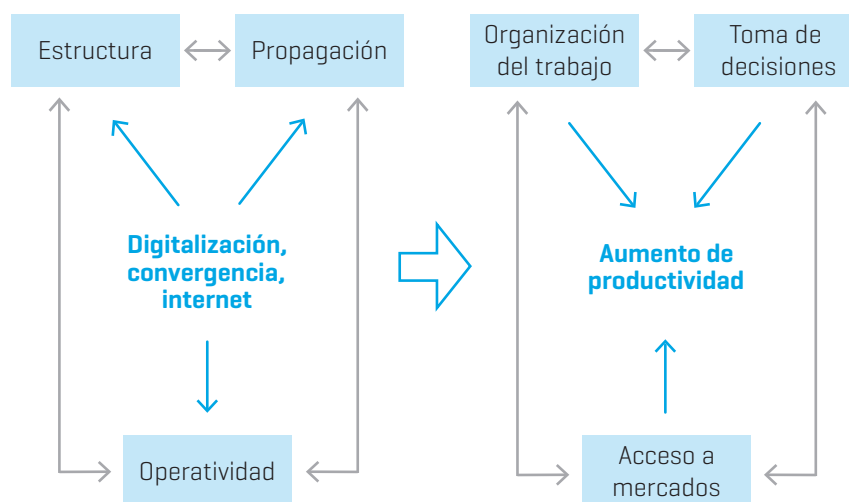 Estructura
Propagación
Digitalización,
convergencia,
internet
Operatividad
Organización
del trabajo
Toma de
decisiones
Aumento de
productividad
Acceso a
mercados